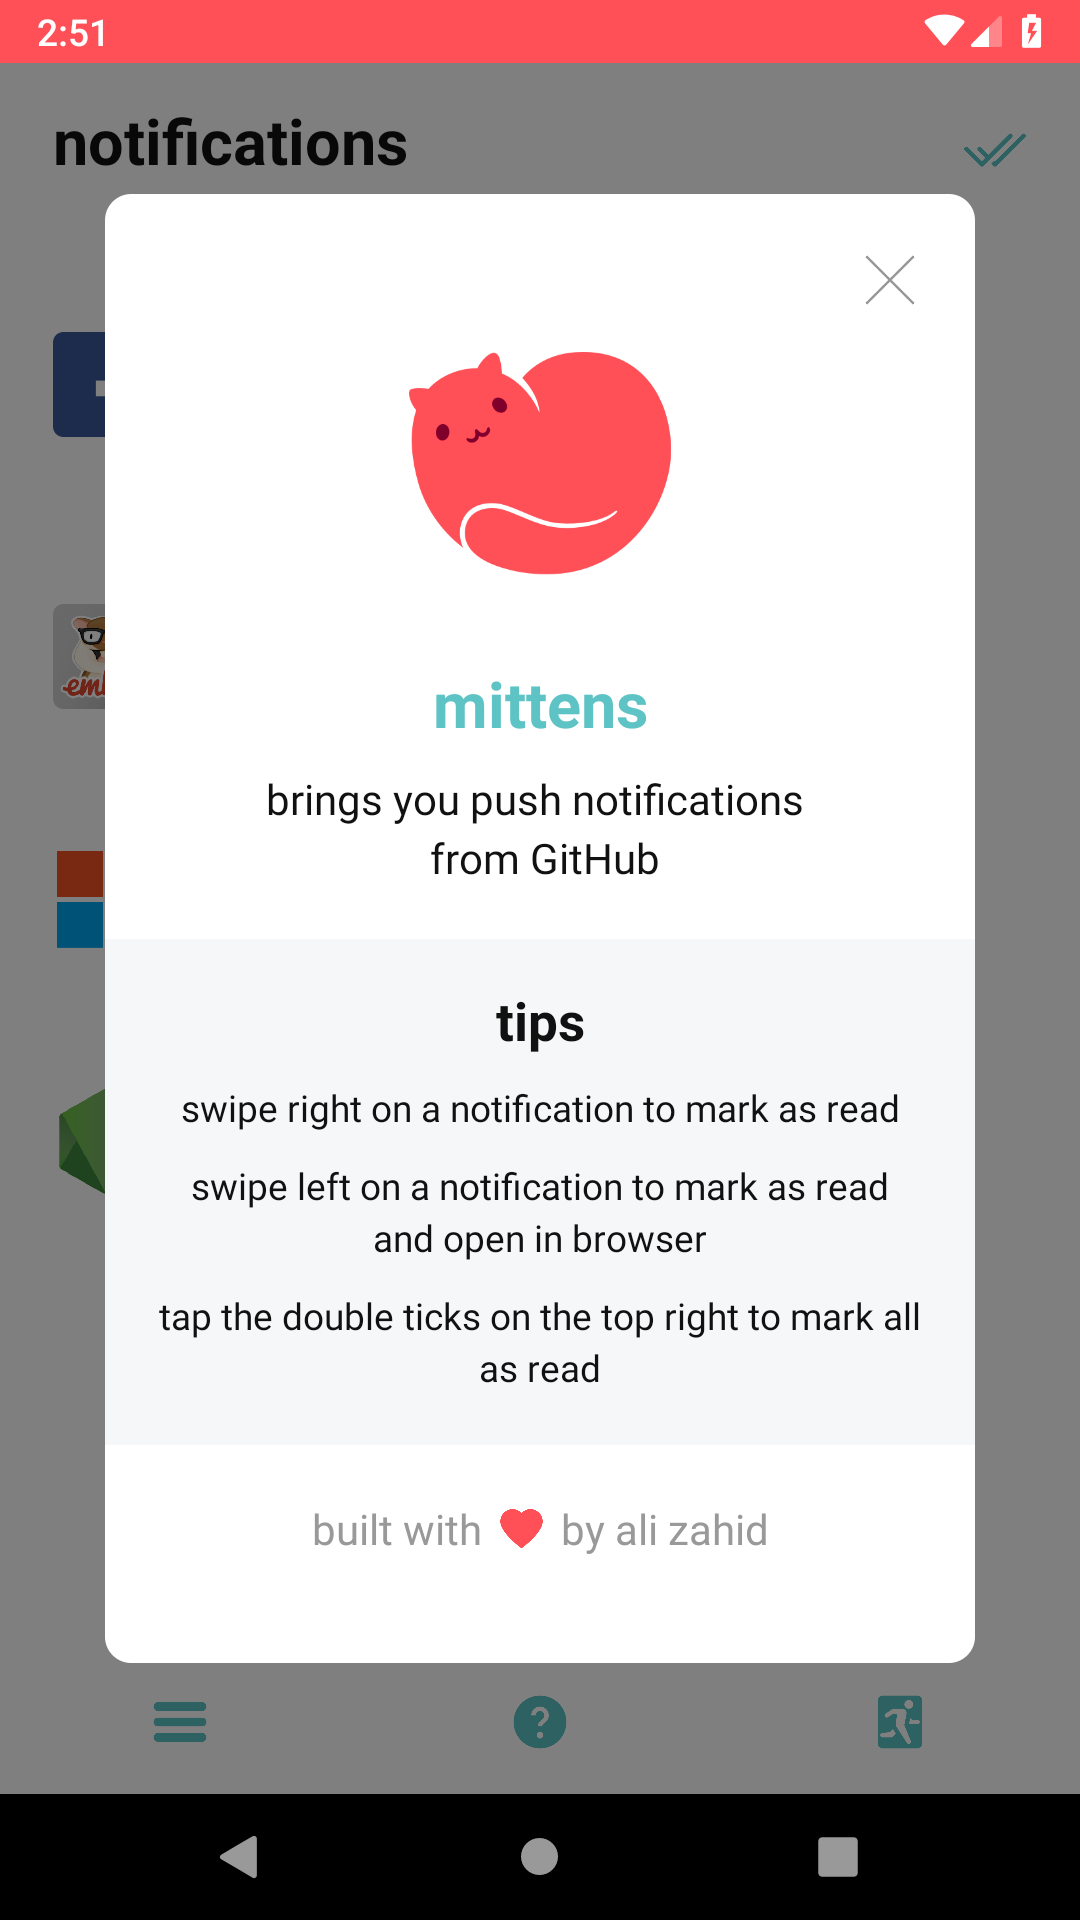 2:51
notifications
mittens
brings you push notifications
from GitHub
tips
swipe right on a notification to mark as read
swipe left on a notification to mark as read
and open in browser
tap the double ticks on the top right to mark all
as read
built with by ali zahid
?